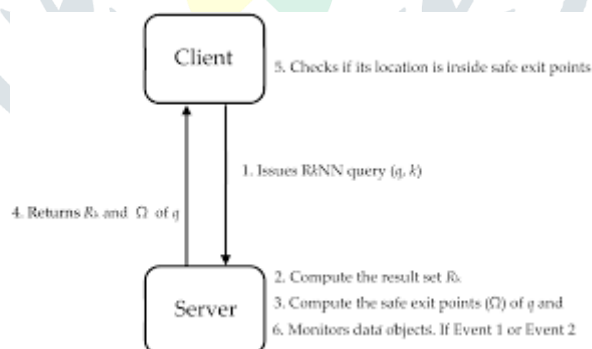 Client
5. Checks if its location is inside safe exit points
1. Issues RkNN query (q, k)
4. Returns Rₖ and Ω of q
Server
2. Compute the result set Rₖ
3. Compute the safe exit points (Ω) of q and
6. Monitors data objects. If Event 1 or Event 2